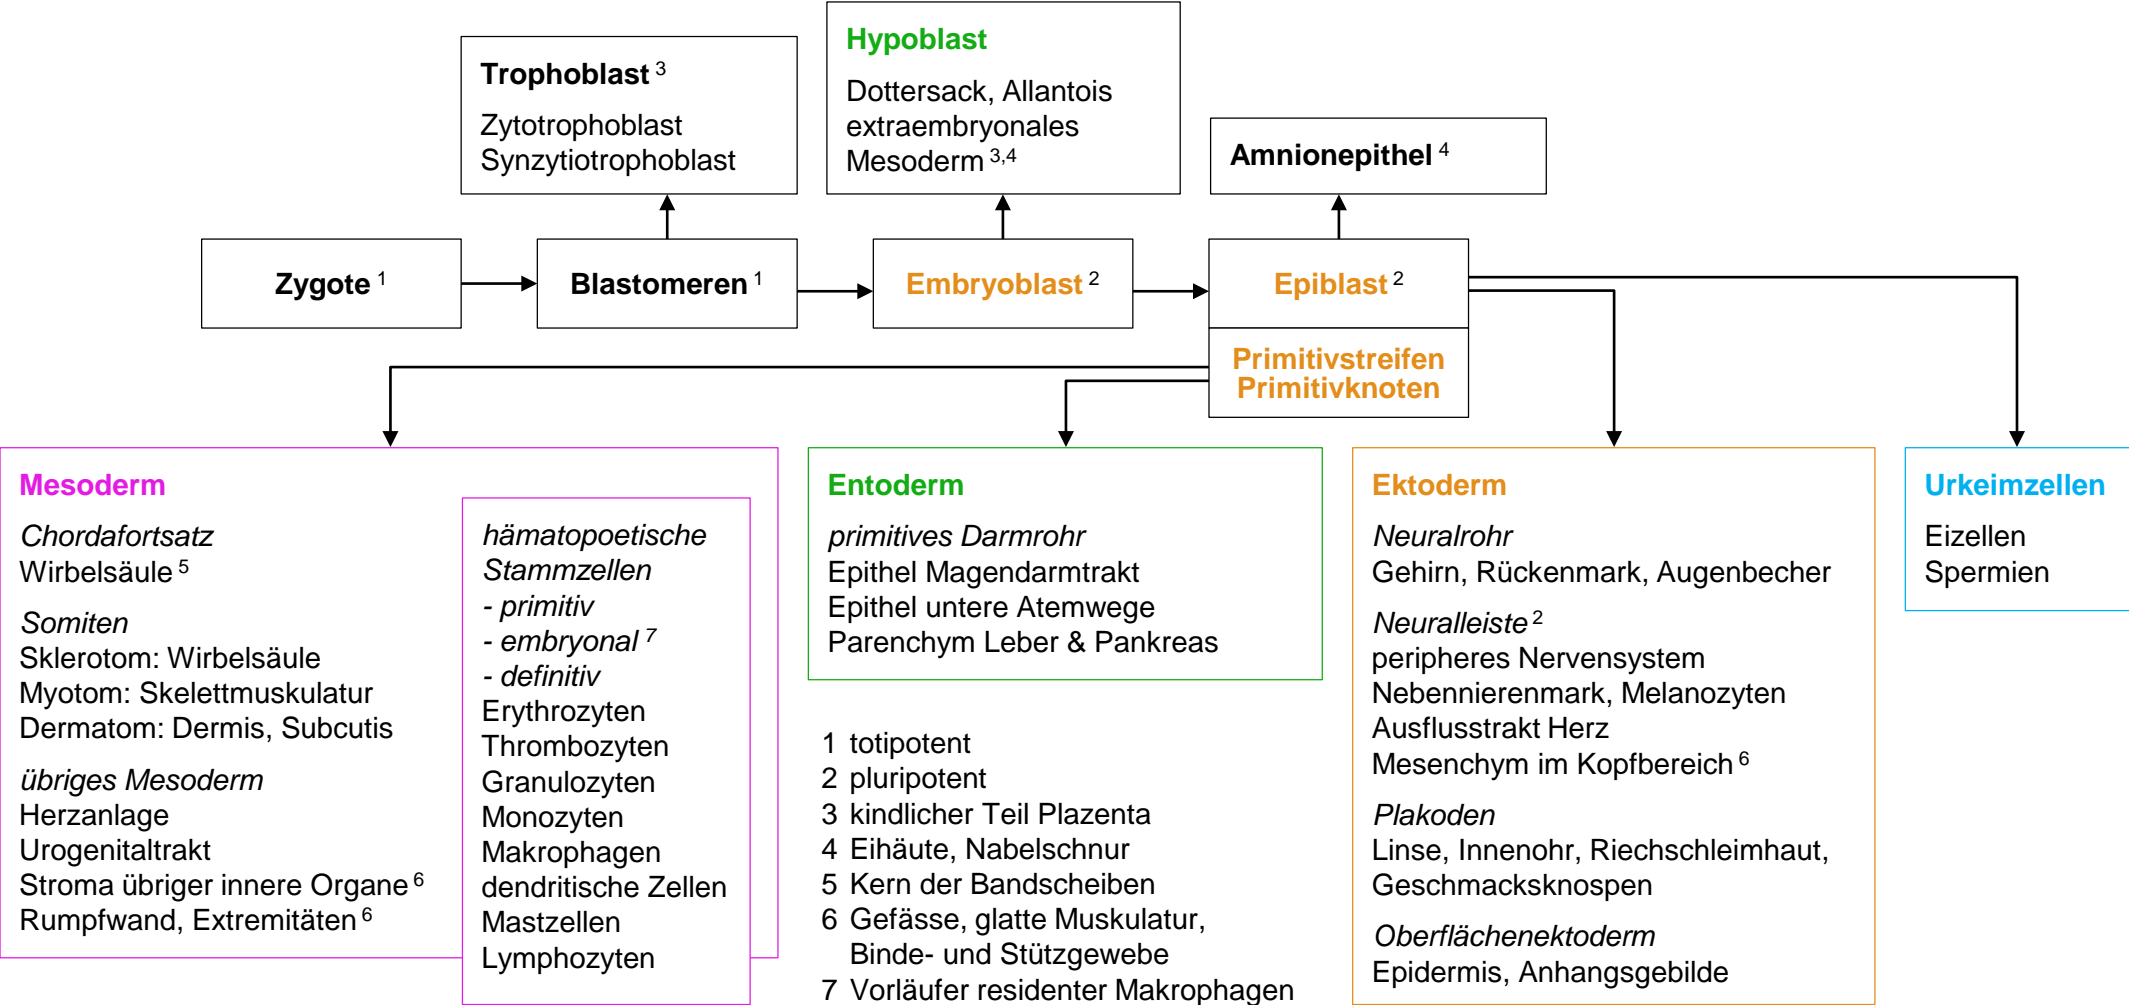 Trophoblast 3
Zytotrophoblast
Synzytiotrophoblast
Hypoblast
Dottersack, Allantois
extraembryonales
Mesoderm 3,4
Amnionepithel 4
Zygote 1
Blastomeren 1
Embryoblast 2
Epiblast 2
Primitivstreifen
Primitivknoten
Mesoderm
Chordafortsatz
Wirbelsäule 5
Somiten
Sklerotom: Wirbelsäule
Myotom: Skelettmuskulatur
Dermatom: Dermis, Subcutis
übriges Mesoderm
Herzanlage
Urogenitaltrakt
Stroma übriger innere Organe 6
Rumpfwand, Extremitäten 6
hämatopoetische
Stammzellen
- primitiv
- embryonal 7
- definitiv
Erythrozyten
Thrombozyten
Granulozyten
Monozyten
Makrophagen
dendritische Zellen
Mastzellen
Lymphozyten
Entoderm
primitives Darmrohr
Epithel Magendarmtrakt
Epithel untere Atemwege
Parenchym Leber & Pankreas
1 totipotent
2 pluripotent
3 kindlicher Teil Plazenta
4 Eihäute, Nabelschnur
5 Kern der Bandscheiben
6 Gefässe, glatte Muskulatur,
Binde- und Stützgewebe
7 Vorläufer residenter Makrophagen
Ektoderm
Neuralrohr
Gehirn, Rückenmark, Augenbecher
Neuralleiste 2
peripheres Nervensystem
Nebennierenmark, Melanozyten
Ausflusstrakt Herz
Mesenchym im Kopfbereich 6
Plakoden
Linse, Innenohr, Riechschleimhaut,
Geschmacksknospen
Oberflächenektoderm
Epidermis, Anhangsgebilde
Urkeimzellen
Eizellen
Spermien